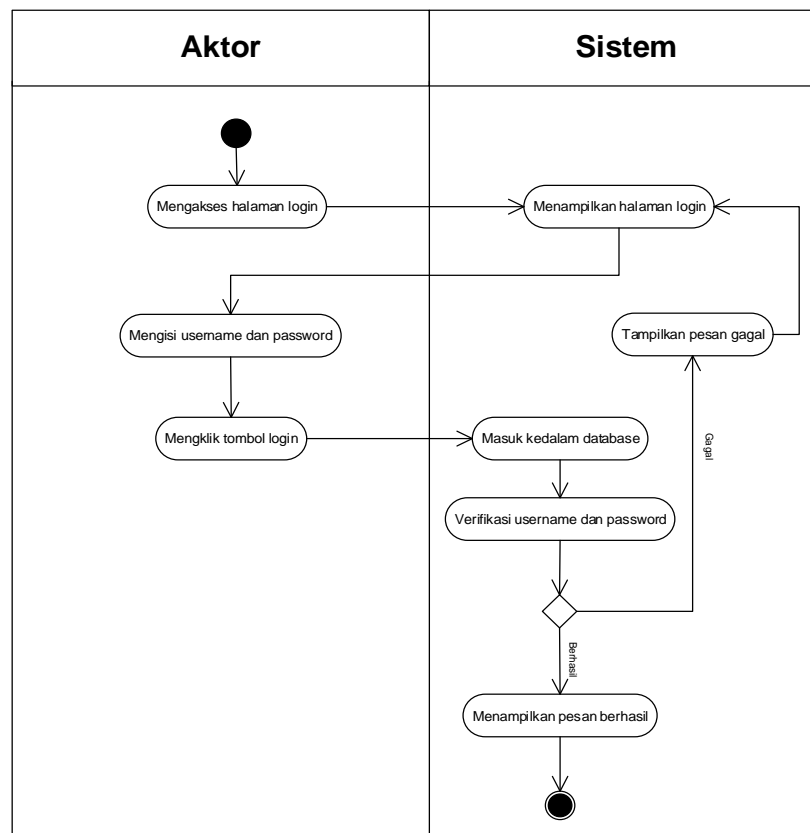 Aktor
Sistem
Mengakses halaman login
Menampilkan halaman login
Mengisi username dan password
Tampilkan pesan gagal
Mengklik tombol login
Masuk kedalam database
Gagal
Verifikasi username dan password
Berhasil
Menampilkan pesan berhasil